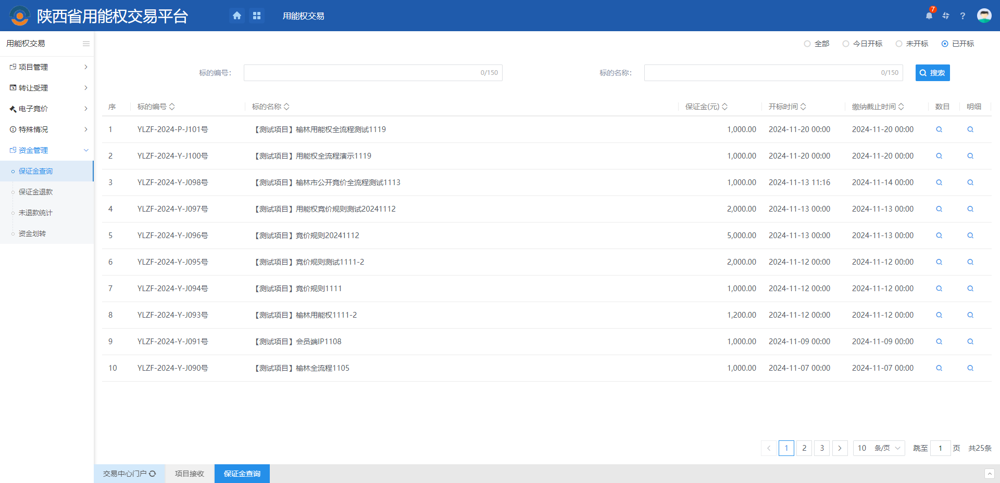 陕西省用能权交易平台
用能权交易
7
?
用能权交易
项目管理
转让受理
电子竞价
特殊情况
资金管理
保证金查询
保证金退款
未退款统计
资金划转
全部 今日开标 未开标 已开标
标的编号： 0/150 标的名称： 0/150 搜索
序 标的编号 标的名称 保证金(元) 开标时间 缴纳截止时间 数目 明细
1 YLZF-2024-P-J101号 【测试项目】榆林用能权全流程测试1119 1,000.00 2024-11-20 00:00 2024-11-20 00:00
2 YLZF-2024-Y-J100号 【测试项目】用能权全流程演示1119 1,000.00 2024-11-20 00:00 2024-11-20 00:00
3 YLZF-2024-Y-J098号 【测试项目】榆林市公开竞价全流程测试1113 1,000.00 2024-11-13 11:16 2024-11-14 00:00
4 YLZF-2024-Y-J097号 【测试项目】用能权竞价规则测试20241112 2,000.00 2024-11-13 00:00 2024-11-13 00:00
5 YLZF-2024-Y-J096号 【测试项目】竞价规则20241112 5,000.00 2024-11-13 00:00 2024-11-13 00:00
6 YLZF-2024-Y-J095号 【测试项目】竞价规则测试1111-2 2,000.00 2024-11-12 00:00 2024-11-12 00:00
7 YLZF-2024-Y-J094号 【测试项目】竞价规则1111 1,000.00 2024-11-12 00:00 2024-11-12 00:00
8 YLZF-2024-Y-J093号 【测试项目】榆林用能权1111-2 1,200.00 2024-11-12 00:00 2024-11-12 00:00
9 YLZF-2024-Y-J091号 【测试项目】会员端IP1108 1,000.00 2024-11-09 00:00 2024-11-09 00:00
10 YLZF-2024-Y-J090号 【测试项目】榆林全流程1105 1,000.00 2024-11-07 00:00 2024-11-07 00:00
1 2 3 10 条/页 跳至 1 页 共25条
交易中心门户 项目接收 保证金查询